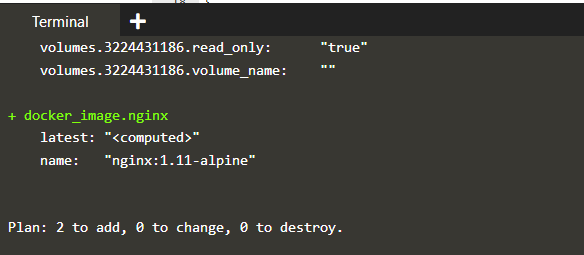 Terminal +
volumes.3224431186.read_only: "true"
volumes.3224431186.volume_name: ""
+ docker_image.nginx
latest: "<computed>"
name: "nginx:1.11-alpine"
Plan: 2 to add, 0 to change, 0 to destroy.